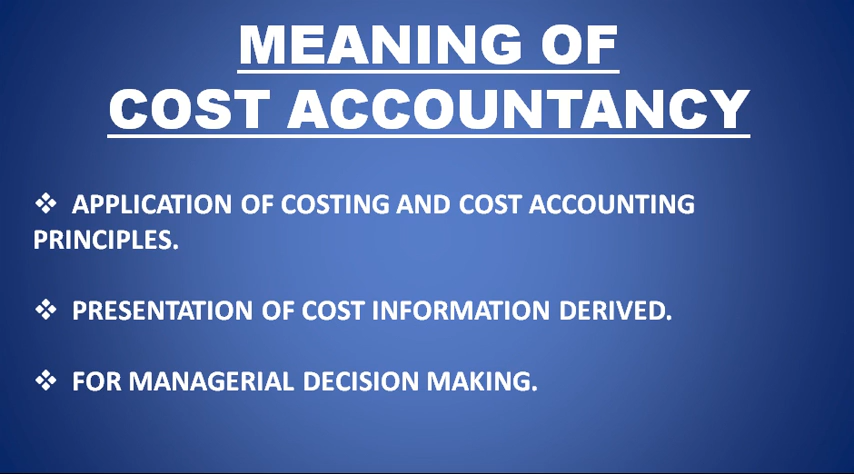 MEANING OF
COST ACCOUNTANCY
❖ APPLICATION OF COSTING AND COST ACCOUNTING
PRINCIPLES.
❖ PRESENTATION OF COST INFORMATION DERIVED.
❖ FOR MANAGERIAL DECISION MAKING.